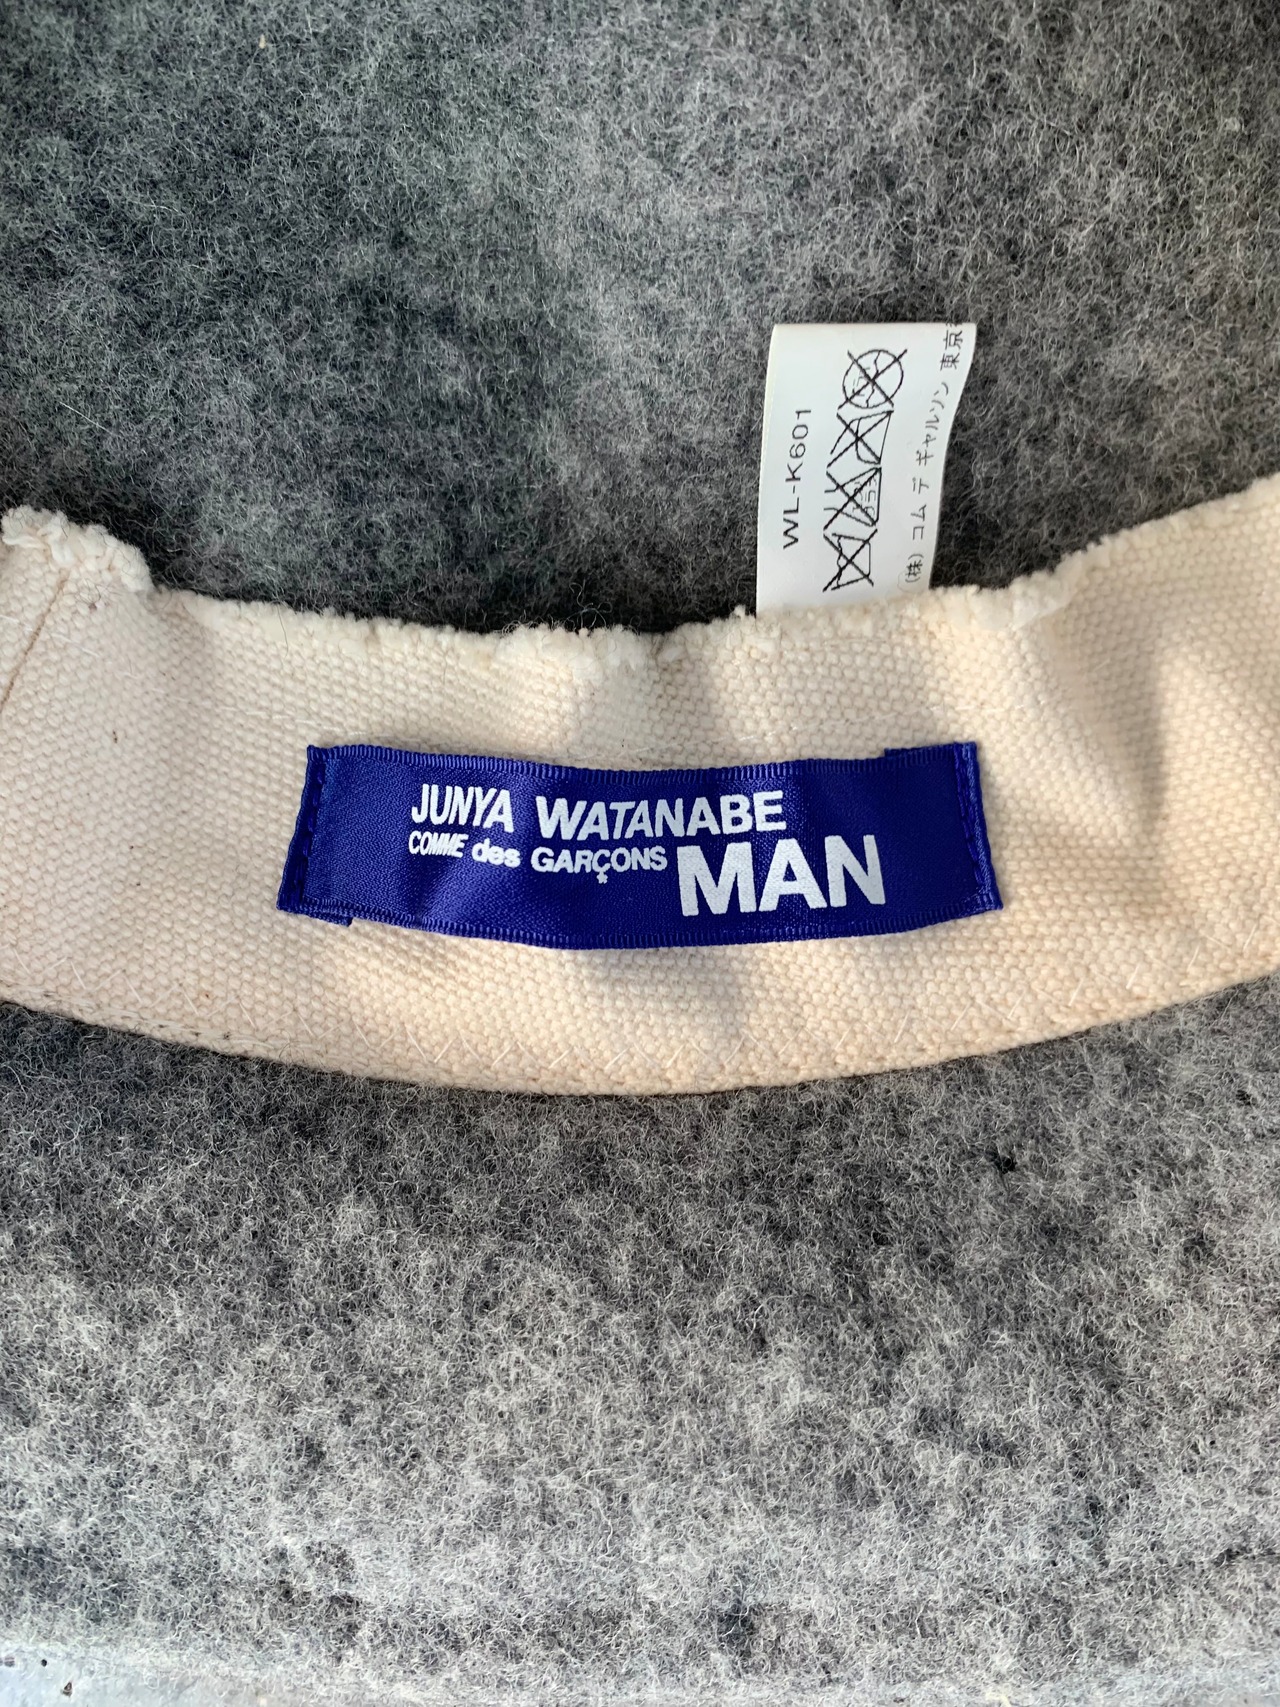 WL-K601
(株) コム デ ギャルソン 東京
JUNYA WATANABE
COMME des GARÇONS MAN